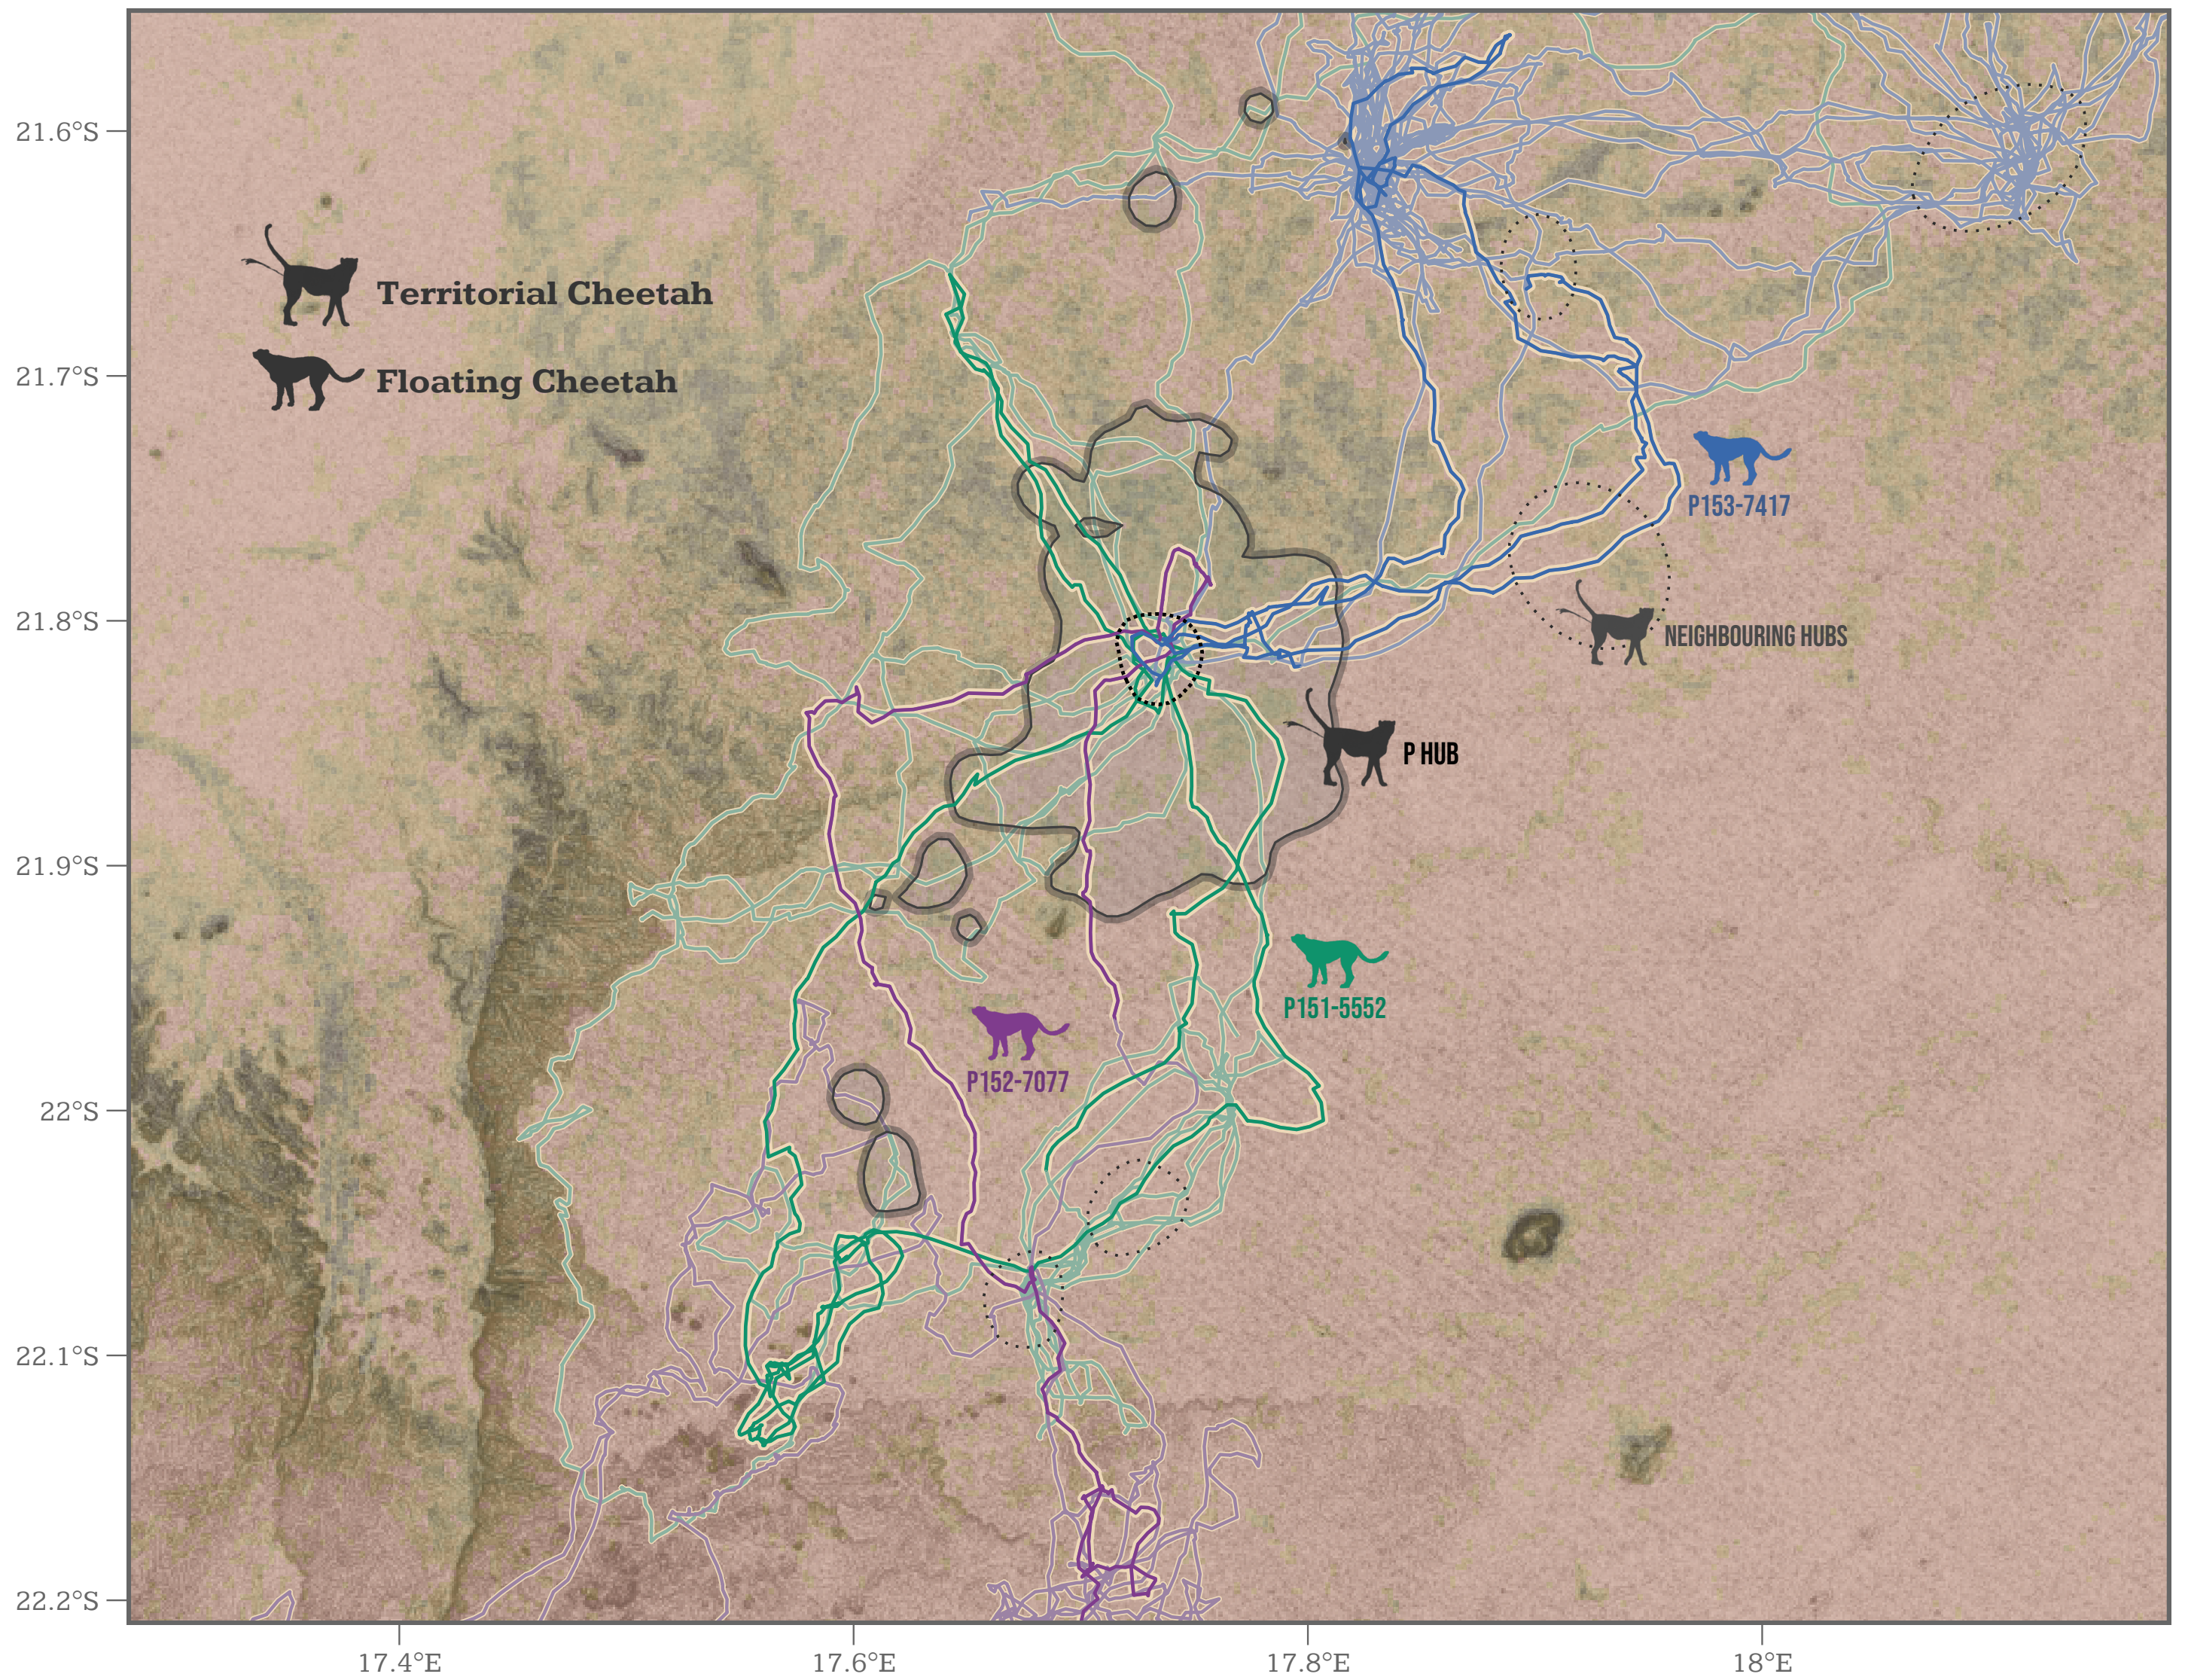 21.6°S
Territorial Cheetah
21.7°S
Floating Cheetah
P153-7417
21.8°S
NEIGHBOURING HUBS
P HUB
21.9°S
P151-5552
P152-7077
22°S
22.1°S
22.2°S
17.4°E
17.6°E
17.8°E
18°E